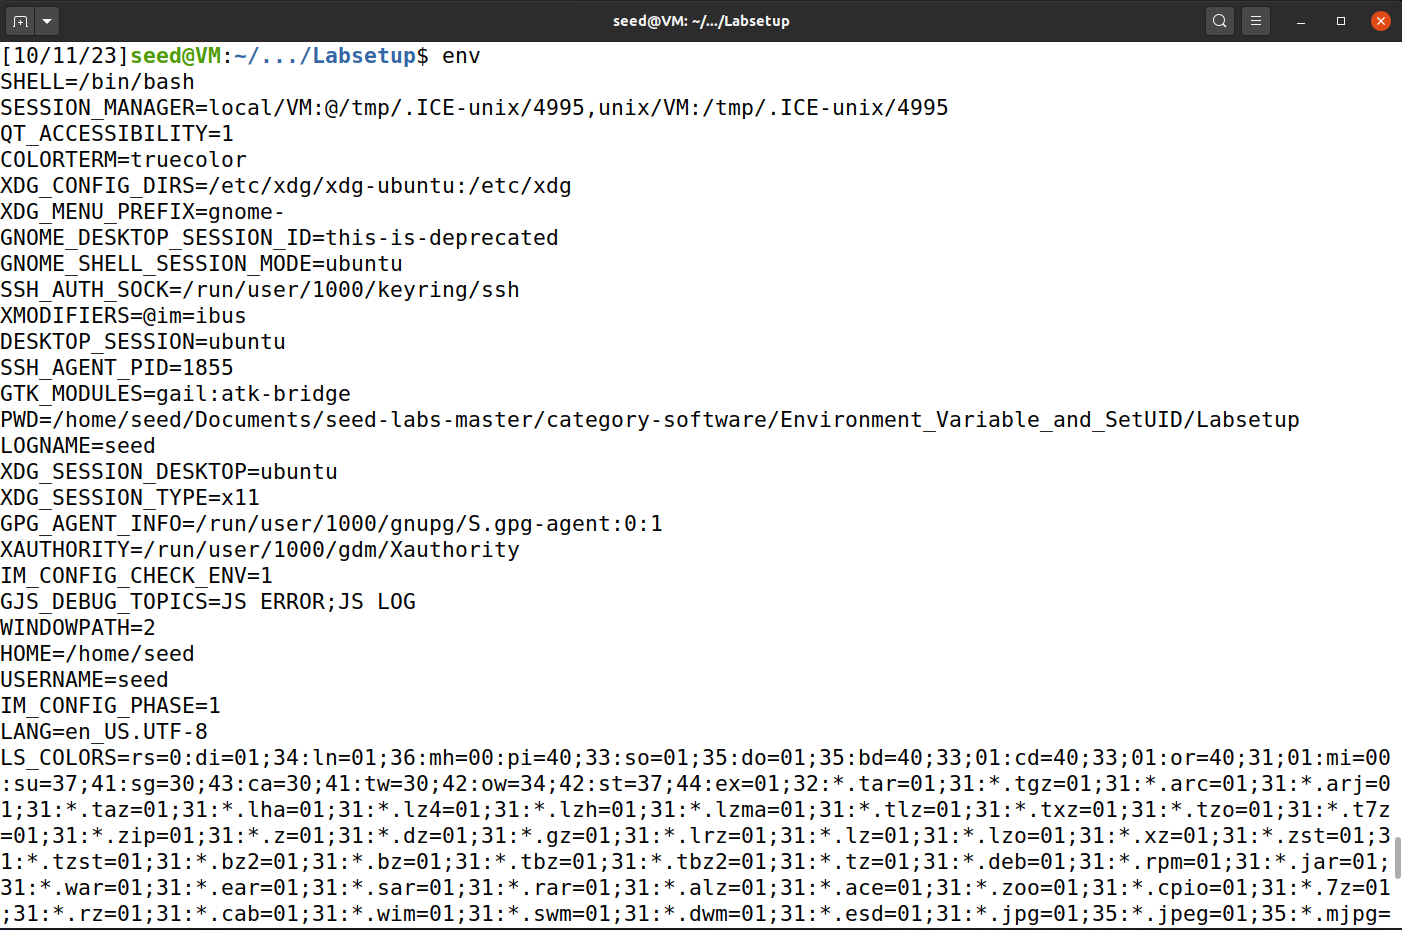 seed@VM: ~/.../Labsetup
[10/11/23]seed@VM:~/.../Labsetup$ env
SHELL=/bin/bash
SESSION_MANAGER=local/VM:@/tmp/.ICE-unix/4995,unix/VM:/tmp/.ICE-unix/4995
QT_ACCESSIBILITY=1
COLORTERM=truecolor
XDG_CONFIG_DIRS=/etc/xdg/xdg-ubuntu:/etc/xdg
XDG_MENU_PREFIX=gnome-
GNOME_DESKTOP_SESSION_ID=this-is-deprecated
GNOME_SHELL_SESSION_MODE=ubuntu
SSH_AUTH_SOCK=/run/user/1000/keyring/ssh
XMODIFIERS=@im=ibus
DESKTOP_SESSION=ubuntu
SSH_AGENT_PID=1855
GTK_MODULES=gail:atk-bridge
PWD=/home/seed/Documents/seed-labs-master/category-software/Environment_Variable_and_SetUID/Labsetup
LOGNAME=seed
XDG_SESSION_DESKTOP=ubuntu
XDG_SESSION_TYPE=x11
GPG_AGENT_INFO=/run/user/1000/gnupg/S.gpg-agent:0:1
XAUTHORITY=/run/user/1000/gdm/Xauthority
IM_CONFIG_CHECK_ENV=1
GJS_DEBUG_TOPICS=JS ERROR;JS LOG
WINDOWPATH=2
HOME=/home/seed
USERNAME=seed
IM_CONFIG_PHASE=1
LANG=en_US.UTF-8
LS_COLORS=rs=0:di=01;34:ln=01;36:mh=00:pi=40;33:so=01;35:do=01;35:bd=40;33;01:cd=40;33;01:or=40;31;01:mi=00
:su=37;41:sg=30;43:ca=30;41:tw=30;42:ow=34;42:st=37;44:ex=01;32:*.tar=01;31:*.tgz=01;31:*.arc=01;31:*.arj=0
1;31:*.taz=01;31:*.lha=01;31:*.lz4=01;31:*.lzh=01;31:*.lzma=01;31:*.tlz=01;31:*.txz=01;31:*.tzo=01;31:*.t7z
=01;31:*.zip=01;31:*.z=01;31:*.dz=01;31:*.gz=01;31:*.lrz=01;31:*.lz=01;31:*.lzo=01;31:*.xz=01;31:*.zst=01;3
1:*.tzst=01;31:*.bz2=01;31:*.bz=01;31:*.tbz=01;31:*.tbz2=01;31:*.tz=01;31:*.deb=01;31:*.rpm=01;31:*.jar=01;
31:*.war=01;31:*.ear=01;31:*.sar=01;31:*.rar=01;31:*.alz=01;31:*.ace=01;31:*.zoo=01;31:*.cpio=01;31:*.7z=01
;31:*.rz=01;31:*.cab=01;31:*.wim=01;31:*.swm=01;31:*.dwm=01;31:*.esd=01;31:*.jpg=01;35:*.jpeg=01;35:*.mjpg=